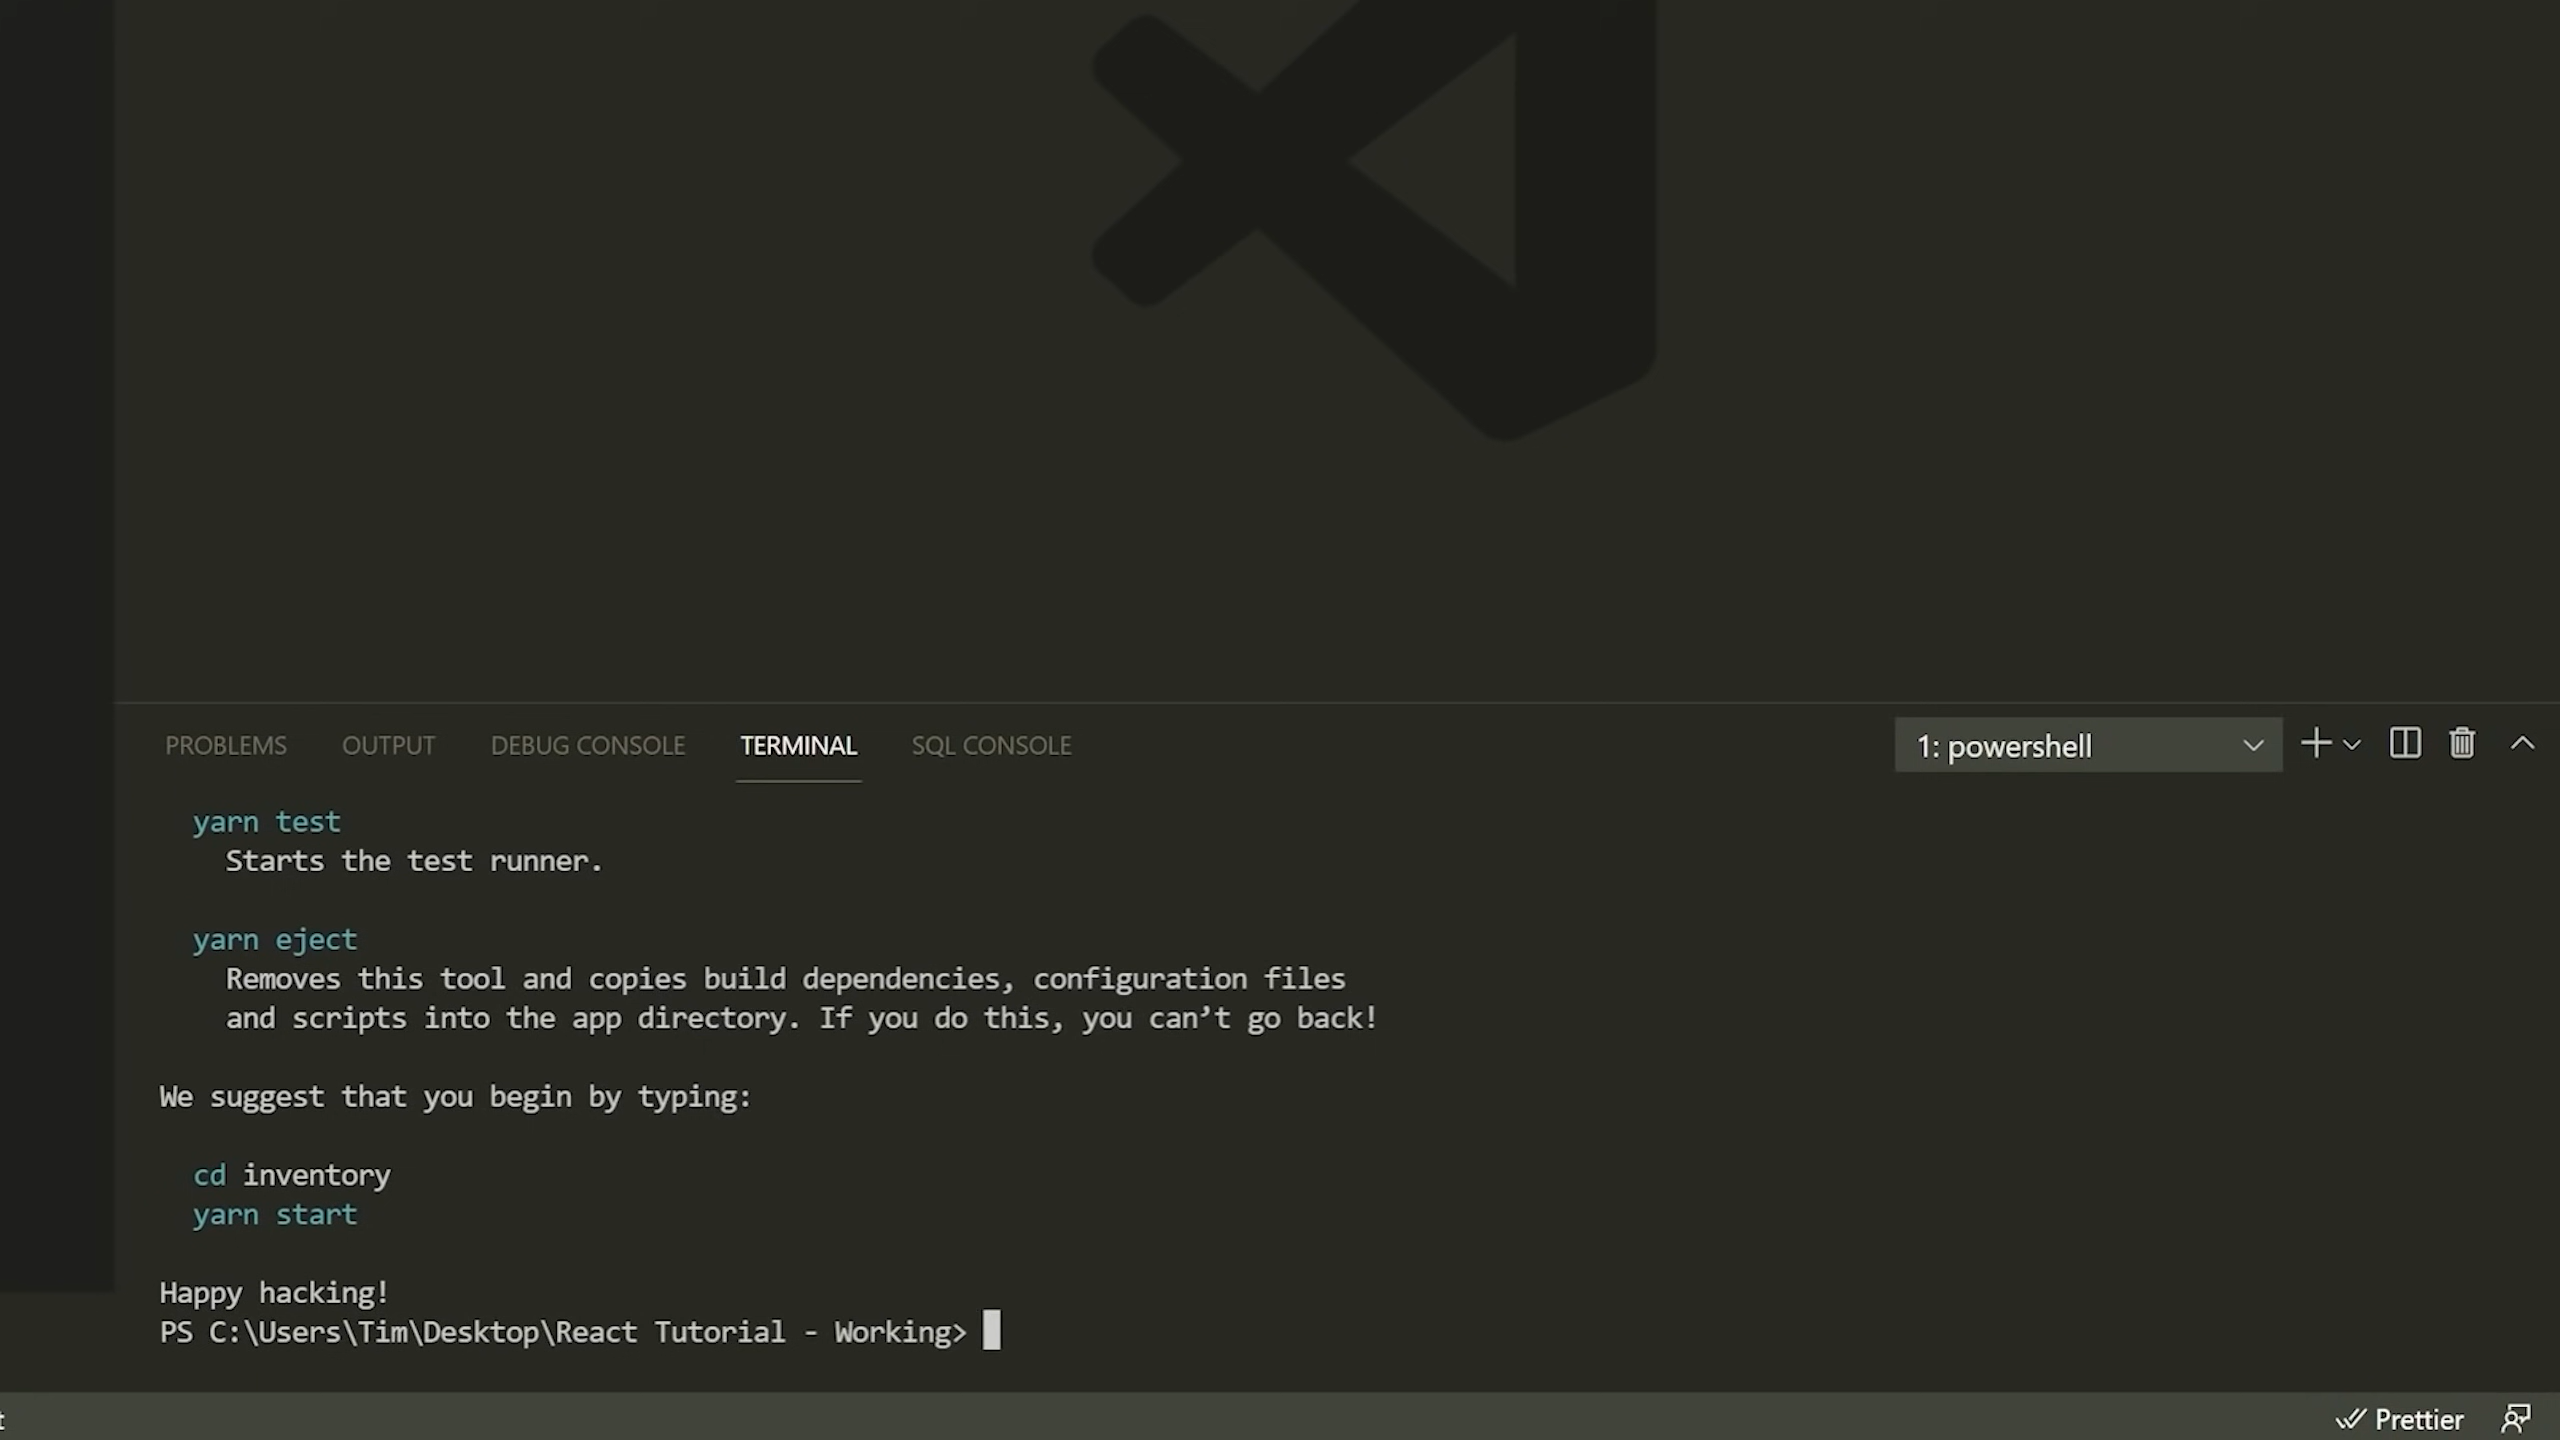 PROBLEMS OUTPUT DEBUG CONSOLE TERMINAL SQL CONSOLE 1: powershell
yarn test
Starts the test runner.
yarn eject
Removes this tool and copies build dependencies, configuration files
and scripts into the app directory. If you do this, you can’t go back!
We suggest that you begin by typing:
cd inventory
yarn start
Happy hacking!
PS C:\Users\Tim\Desktop\React Tutorial - Working>
Prettier